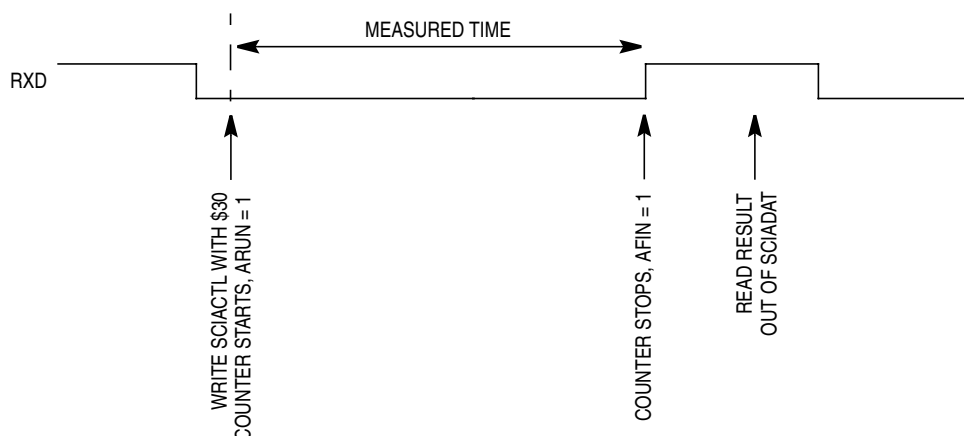 MEASURED TIME
RXD
WRITE SCIACTL WITH $30
COUNTER STARTS, ARUN = 1
COUNTER STOPS, AFIN = 1
READ RESULT
OUT OF SCIADAT